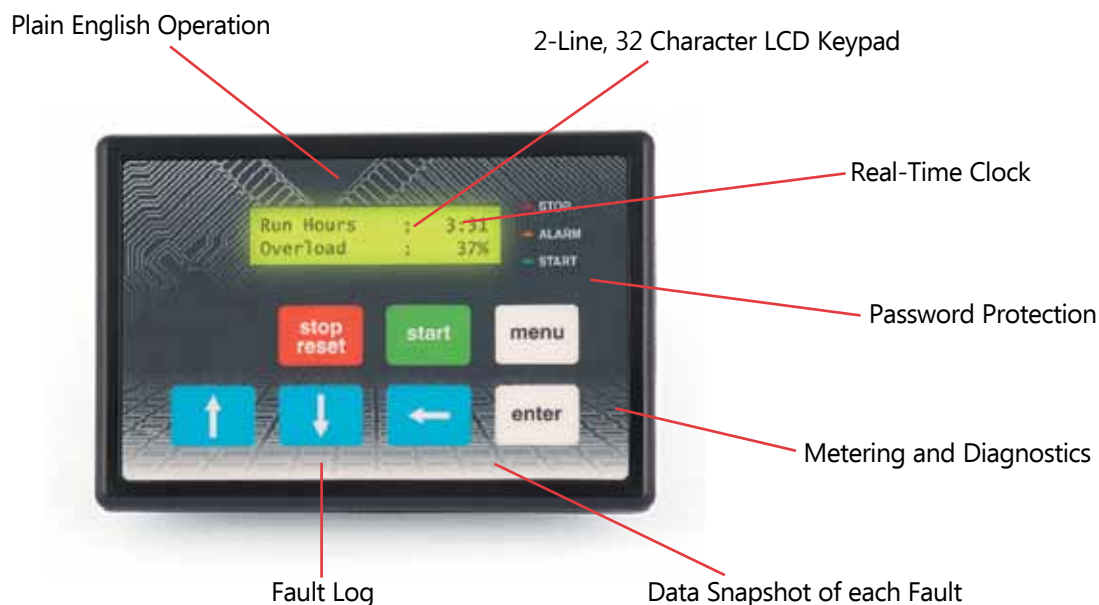 Plain English Operation
2-Line, 32 Character LCD Keypad
Real-Time Clock
STOP
Run Hours : 3:31
ALARM
Overload : 37%
START
Password Protection
stop
reset
start
menu
enter
Metering and Diagnostics
Fault Log
Data Snapshot of each Fault